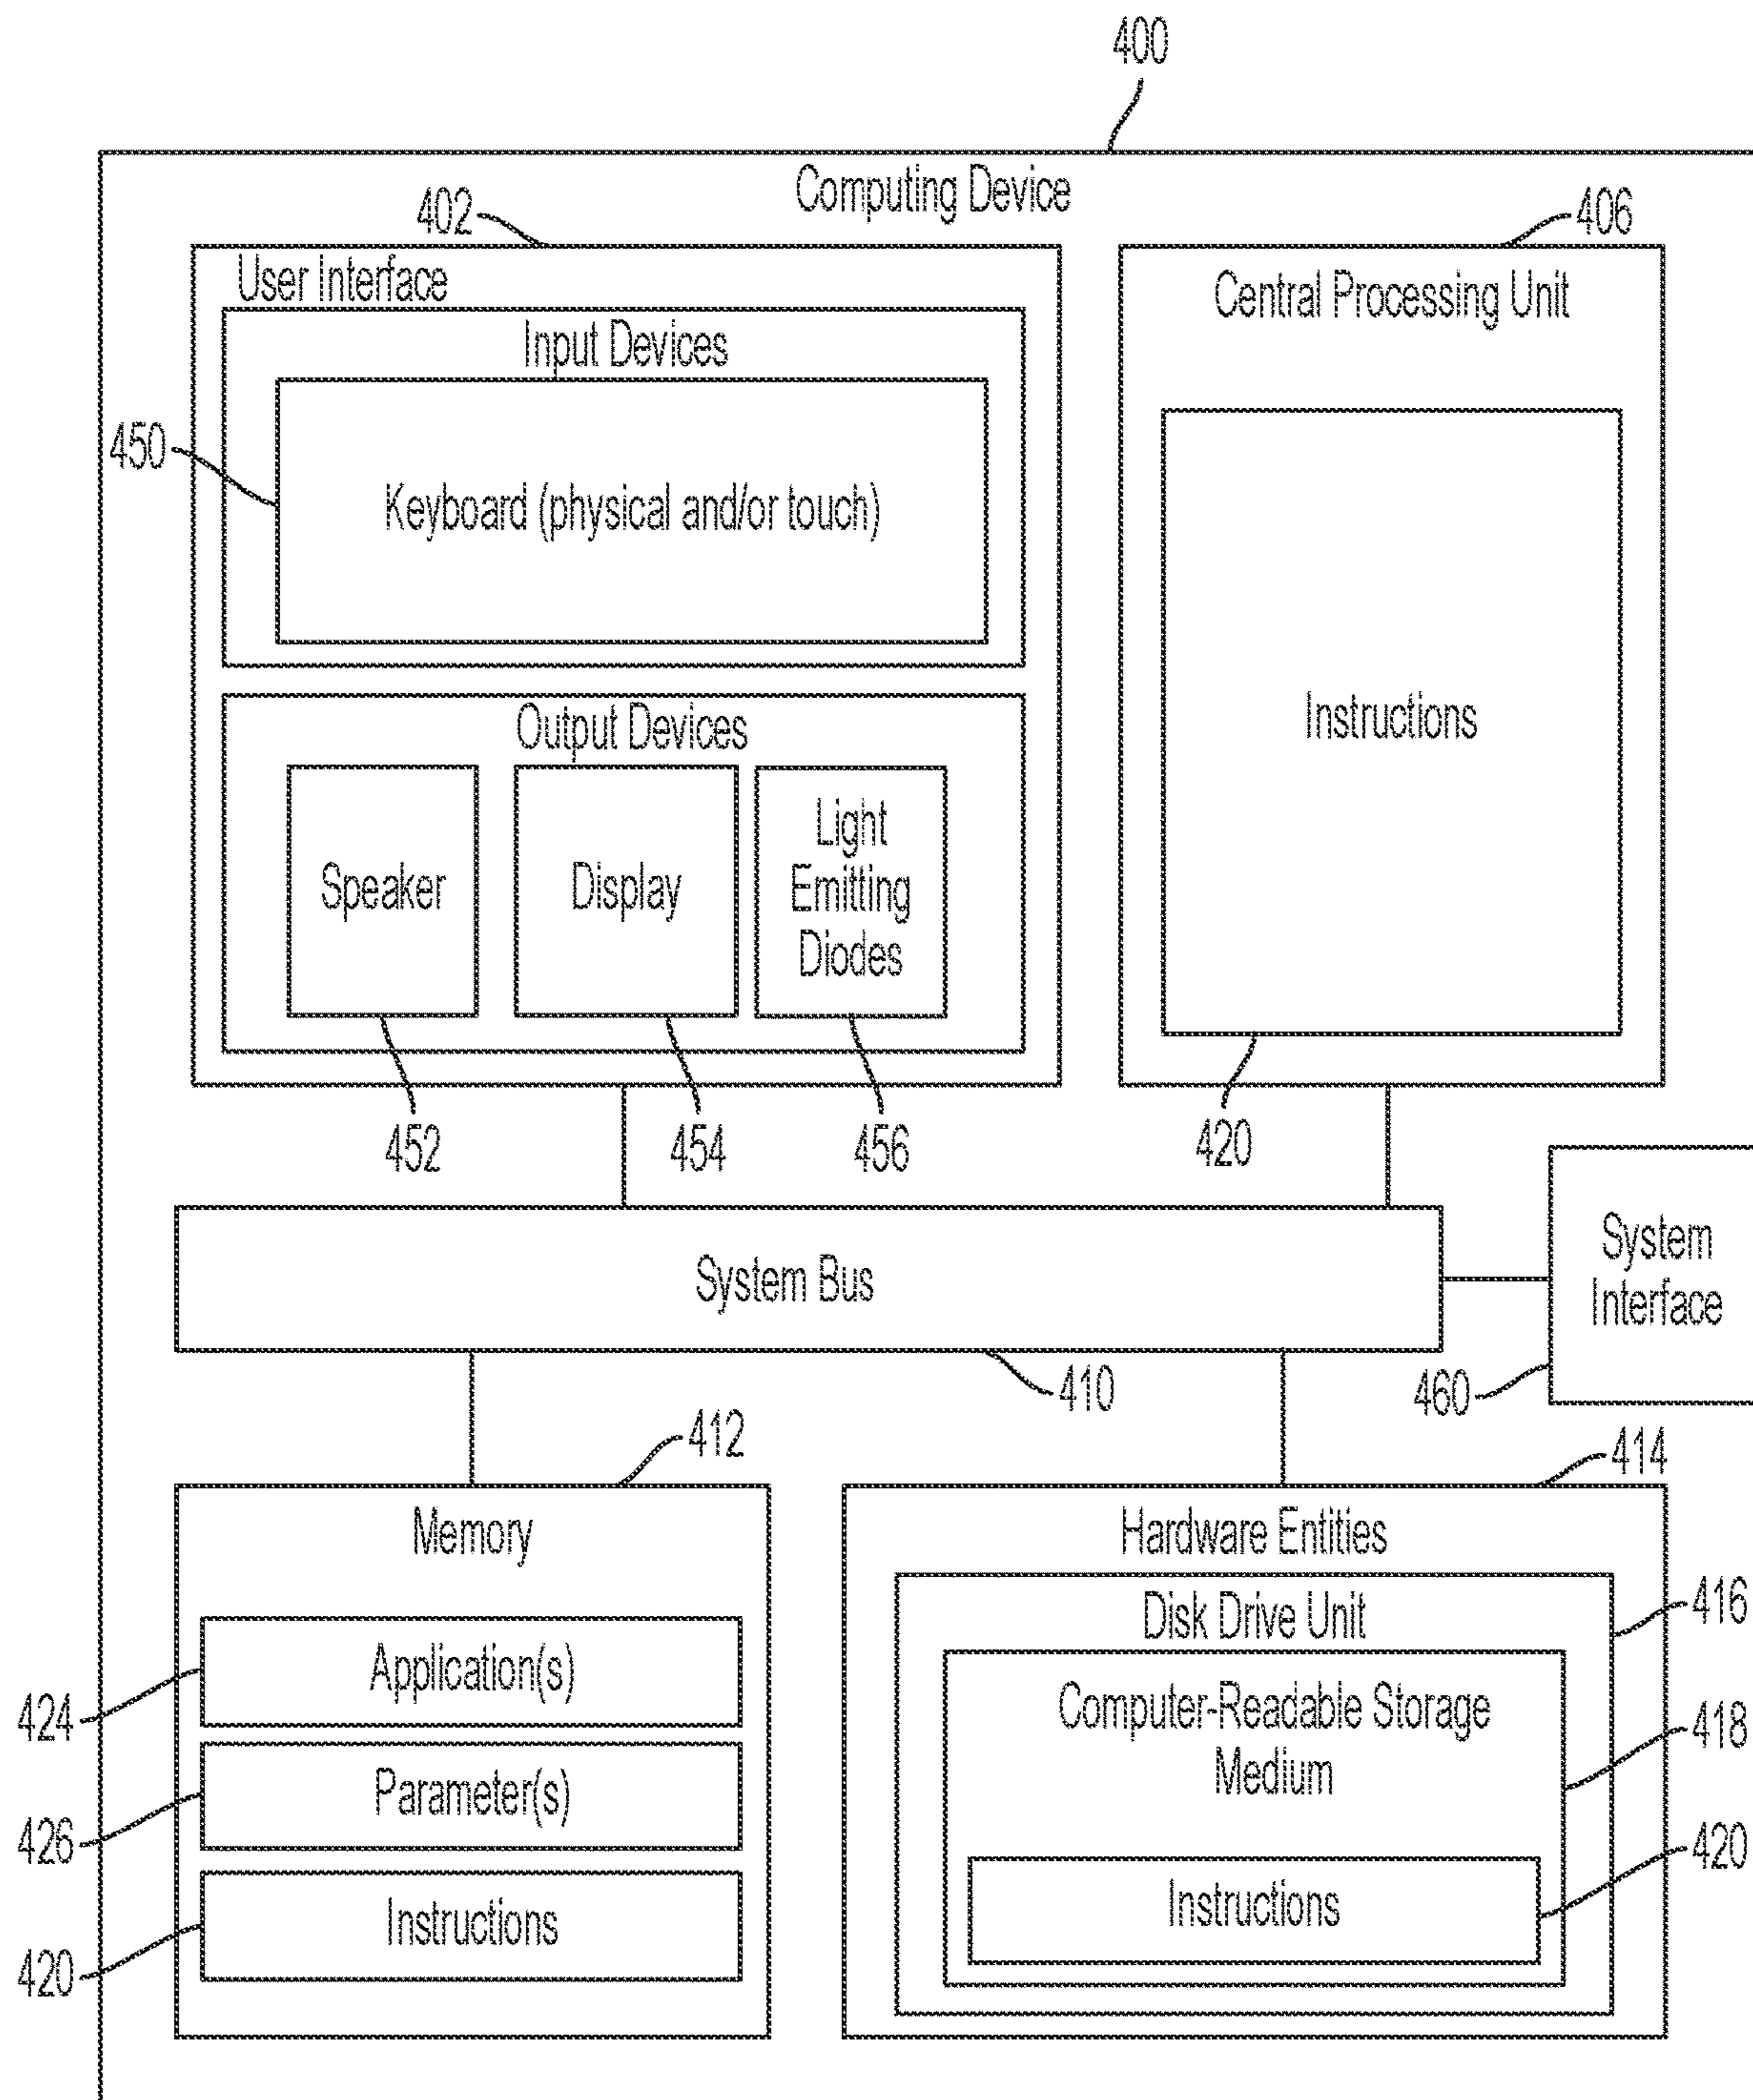 400
Computing Device
402
406
User Interface
Central Processing Unit
Input Devices
450
Keyboard (physical and/or touch)
Instructions
Output Devices
Speaker
Display
Light
Emitting
Diodes
452
454
456
420
System Bus
System
Interface
410
460
412
414
Memory
Hardware Entities
416
Disk Drive Unit
Application(s)
424
Computer-Readable Storage
Medium
418
Parameter(s)
426
420
Instructions
Instructions
420